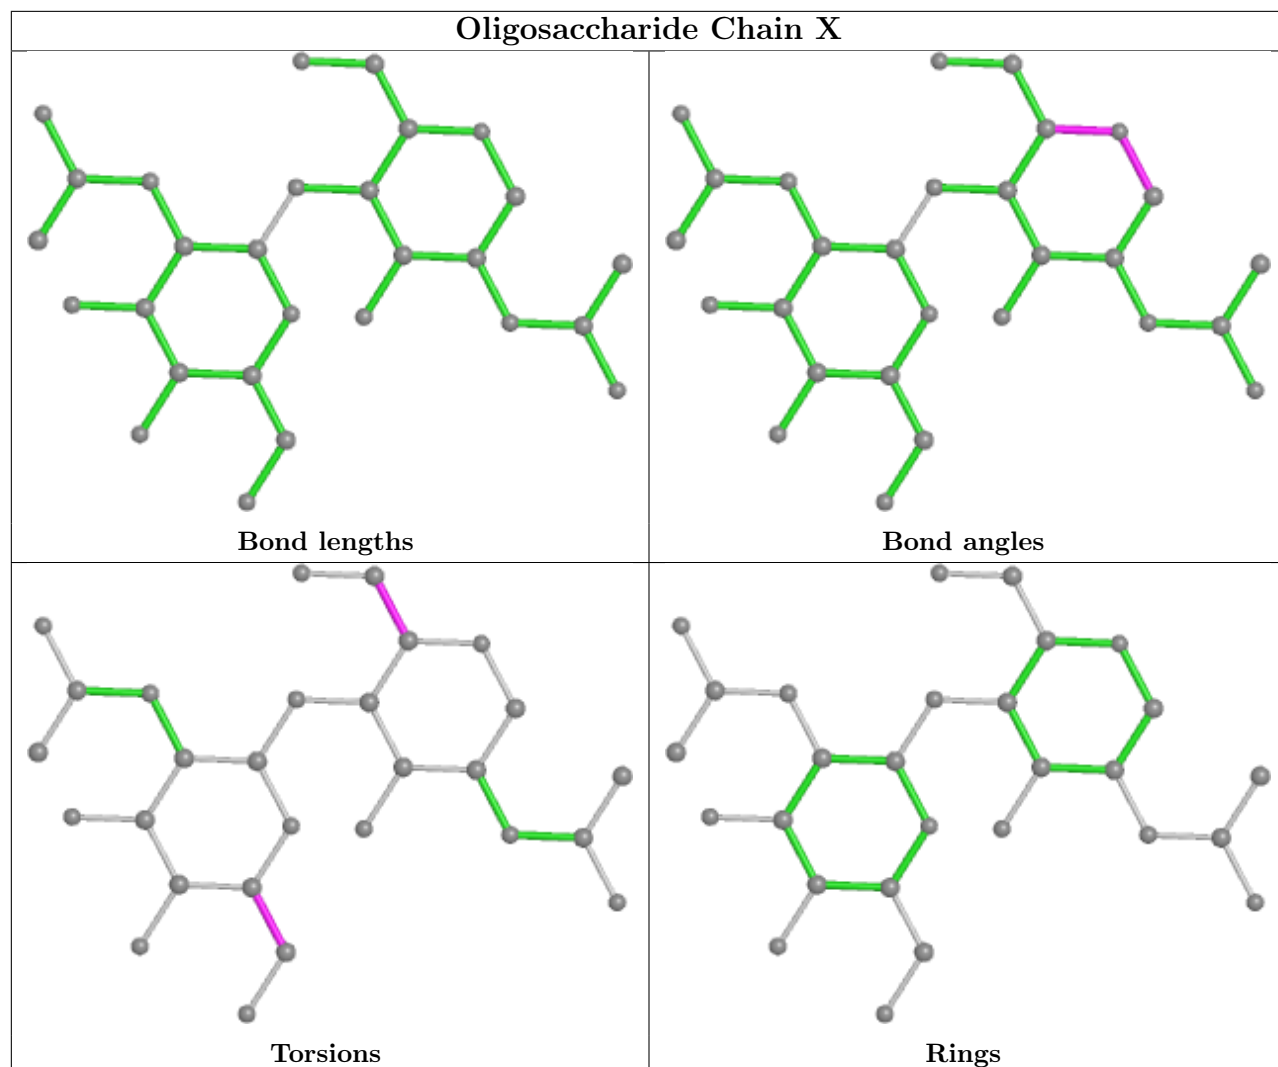 Oligosaccharide Chain X
Bond lengths
Bond angles
Torsions
Rings